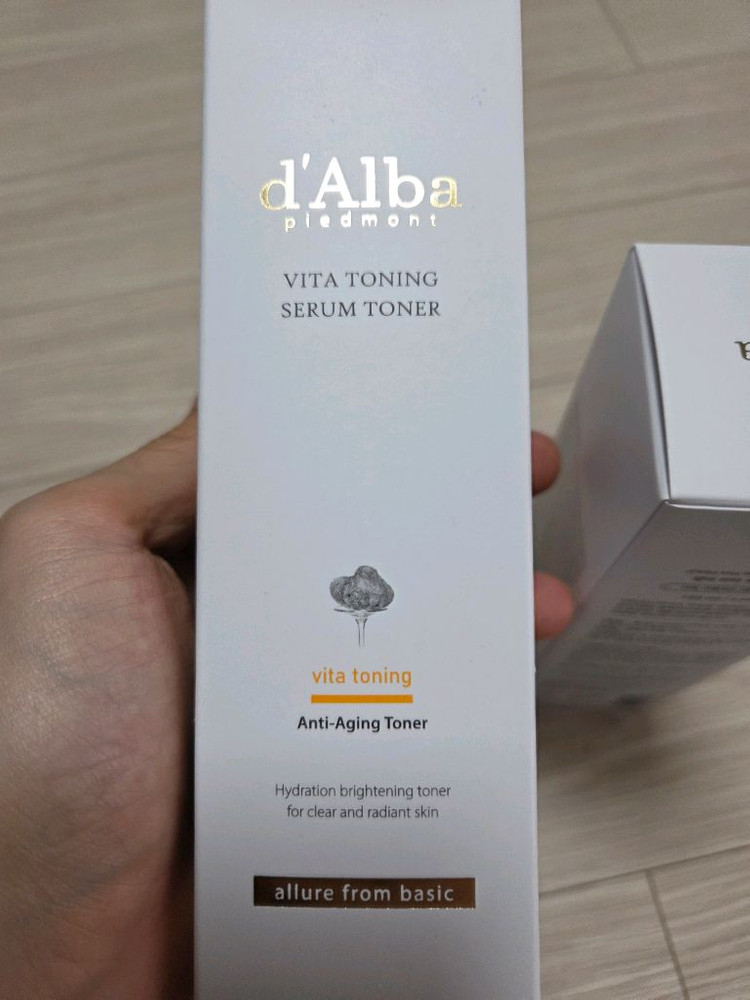 d'Alba
piedmont
VITA TONING
SERUM TONER
vita toning
Anti-Aging Toner
Hydration brightening toner
for clear and radiant skin
allure from basic